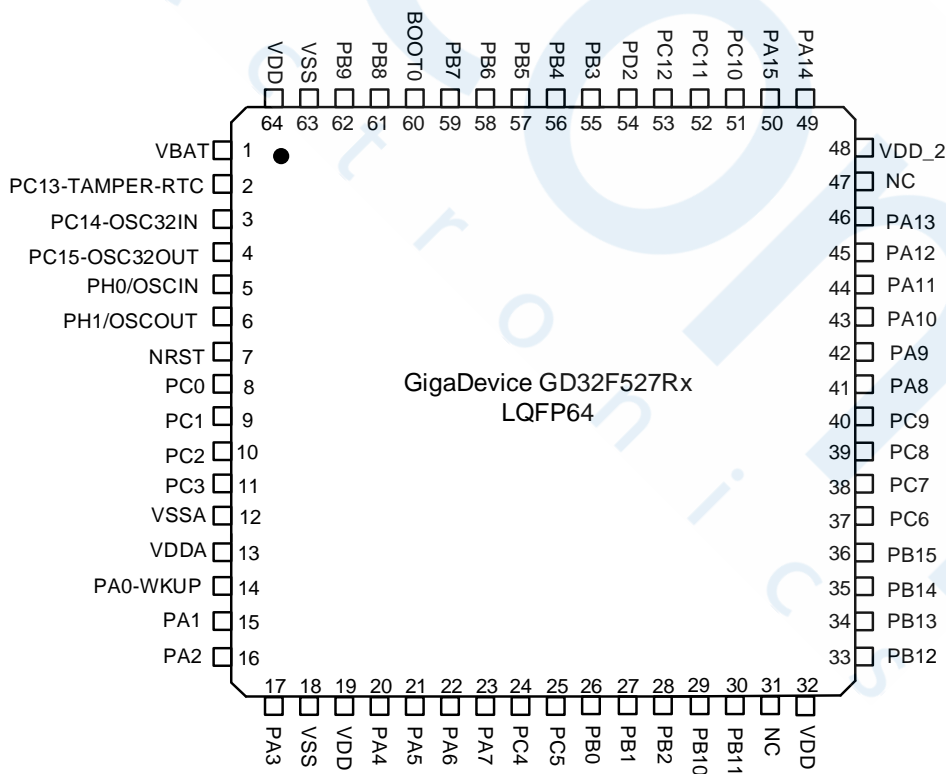 VDD VSS PB9 PB8 BOOT0 PB7 PB6 PB5 PB4 PB3 PD2 PC12 PC11 PC10 PA15 PA14
64 63 62 61 60 59 58 57 56 55 54 53 52 51 50 49
VBAT 1
PC13-TAMPER-RTC 2
PC14-OSC32IN 3
PC15-OSC32OUT 4
PH0/OSCIN 5
PH1/OSCOUT 6
NRST 7
PC0 8
PC1 9
PC2 10
PC3 11
VSSA 12
VDDA 13
PA0-WKUP 14
PA1 15
PA2 16
GigaDevice GD32F527Rx
LQFP64
48 VDD_2
47 NC
46 PA13
45 PA12
44 PA11
43 PA10
42 PA9
41 PA8
40 PC9
39 PC8
38 PC7
37 PC6
36 PB15
35 PB14
34 PB13
33 PB12
17 18 19 20 21 22 23 24 25 26 27 28 29 30 31 32
PA3 VSS VDD PA4 PA5 PA6 PA7 PC4 PC5 PB0 PB1 PB2 PB10 PB11 NC VDD
etronics